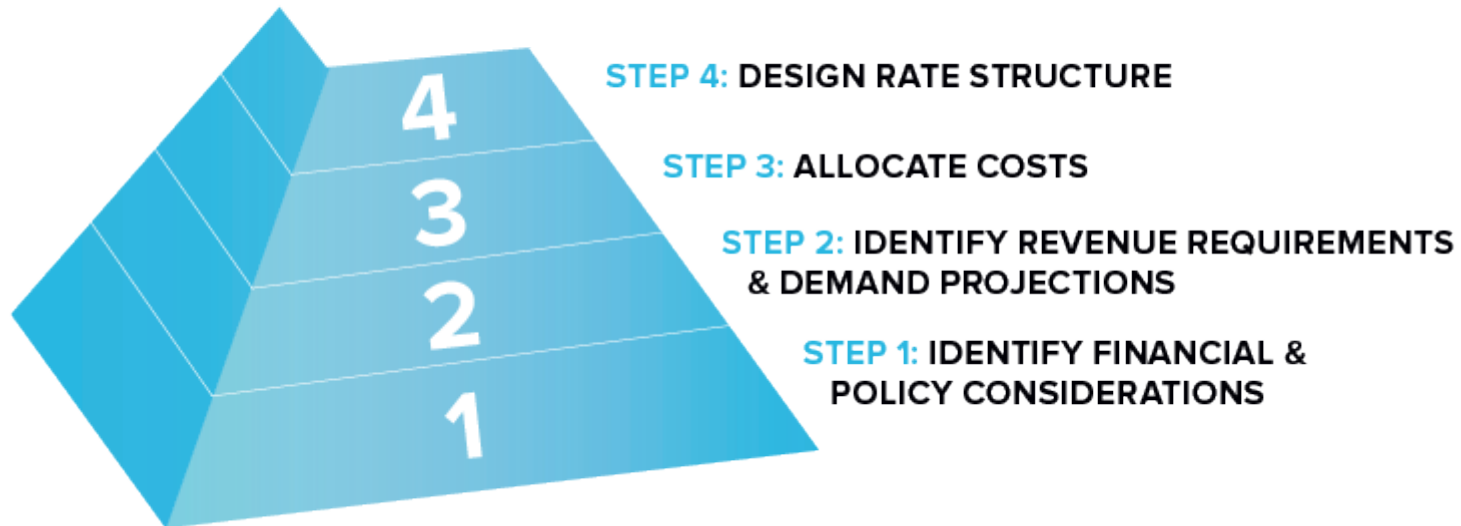 4
STEP 4: DESIGN RATE STRUCTURE
3
STEP 3: ALLOCATE COSTS
2
STEP 2: IDENTIFY REVENUE REQUIREMENTS
& DEMAND PROJECTIONS
1
STEP 1: IDENTIFY FINANCIAL &
POLICY CONSIDERATIONS